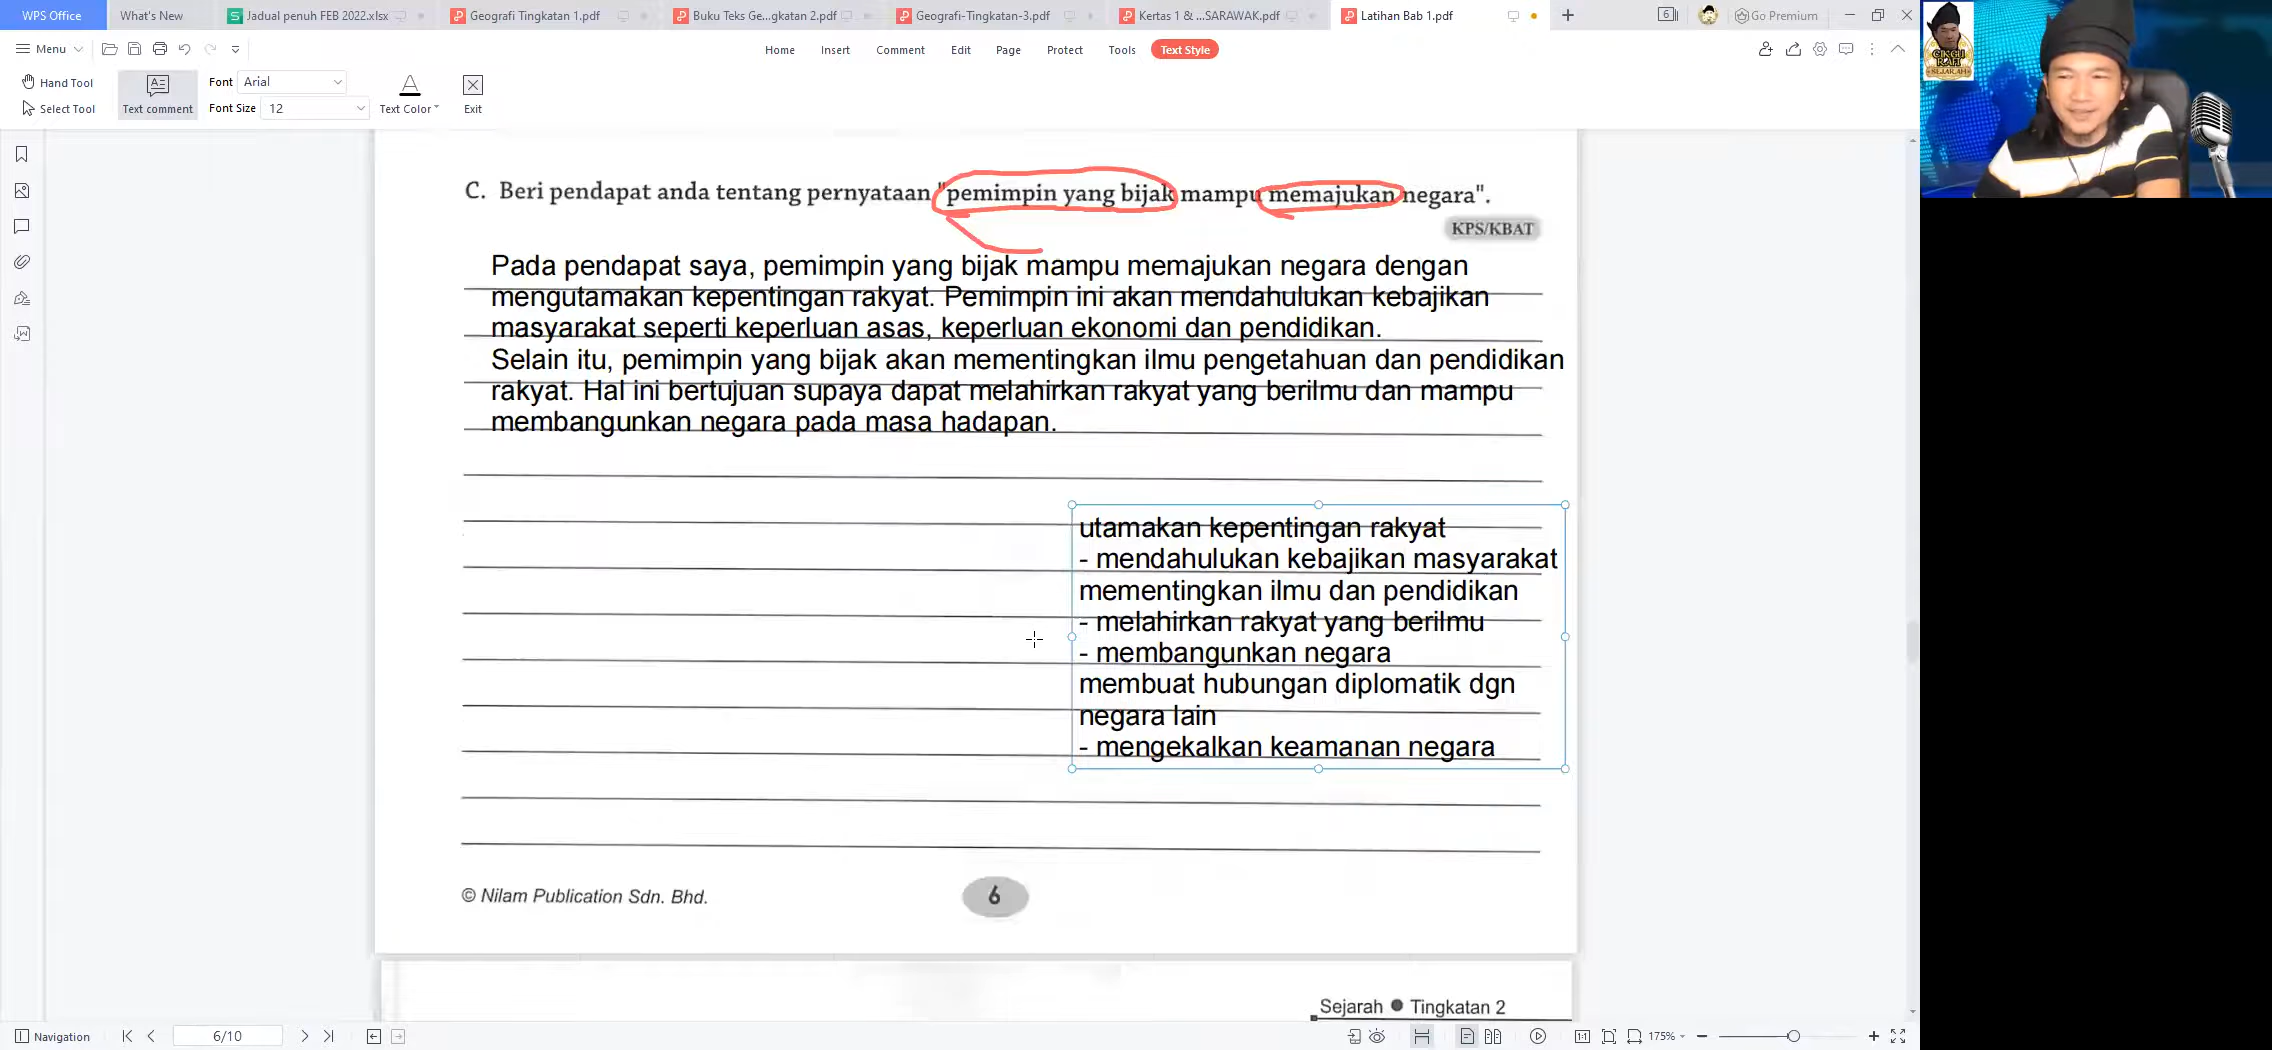 WPS Office
What's New
Jadual penuh FEB 2022.xlsx
Geografi Tingkatan 1.pdf
Buku Teks Ge...gkatan 2.pdf
Geografi-Tingkatan-3.pdf
Kertas 1 & ...SARAWAK.pdf
Latihan Bab 1.pdf
6
Go Premium
Menu
Home
Insert
Comment
Edit
Page
Protect
Tools
Text Style
Hand Tool
Select Tool
Text comment
Font Arial
Font Size 12
Text Color
Exit
CIKGU
RAFI
SEJARAH
C. Beri pendapat anda tentang pernyataan "pemimpin yang bijak mampu memajukan negara".
KPS/KBAT
Pada pendapat saya, pemimpin yang bijak mampu memajukan negara dengan
mengutamakan kepentingan rakyat. Pemimpin ini akan mendahulukan kebajikan
masyarakat seperti keperluan asas, keperluan ekonomi dan pendidikan.
Selain itu, pemimpin yang bijak akan mementingkan ilmu pengetahuan dan pendidikan
rakyat. Hal ini bertujuan supaya dapat melahirkan rakyat yang berilmu dan mampu
membangunkan negara pada masa hadapan.
utamakan kepentingan rakyat
- mendahulukan kebajikan masyarakat
mementingkan ilmu dan pendidikan
- melahirkan rakyat yang berilmu
- membangunkan negara
membuat hubungan diplomatik dgn
negara lain
- mengekalkan keamanan negara
© Nilam Publication Sdn. Bhd.
6
Sejarah ● Tingkatan 2
Navigation
6/10
175%